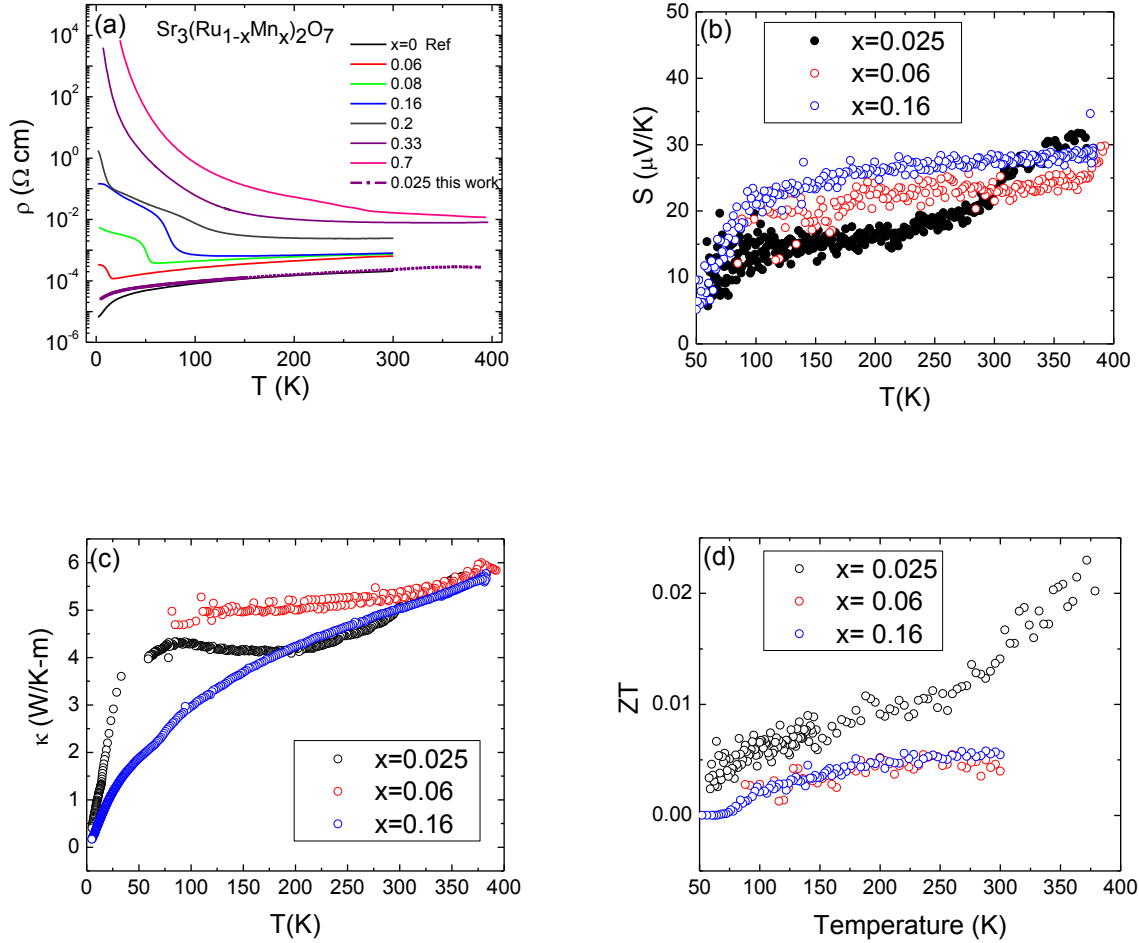 (a)
Sr3(Ru1-xMnx)2O7
x=0 Ref
0.06
0.08
0.16
0.2
0.33
0.7
0.025 this work
10^4
10^2
10^0
10^-2
10^-4
10^-6
ρ (Ω cm)
0 100 200 300 400
T (K)
(b)
x=0.025
x=0.06
x=0.16
50
40
30
20
10
0
S (μV/K)
50 100 150 200 250 300 350 400
T(K)
(c)
6
5
4
3
2
1
0
κ (W/K-m)
x=0.025
x=0.06
x=0.16
0 50 100 150 200 250 300 350 400
T(K)
(d)
x= 0.025
x= 0.06
x= 0.16
0.02
0.01
0.00
ZT
50 100 150 200 250 300 350 400
Temperature (K)